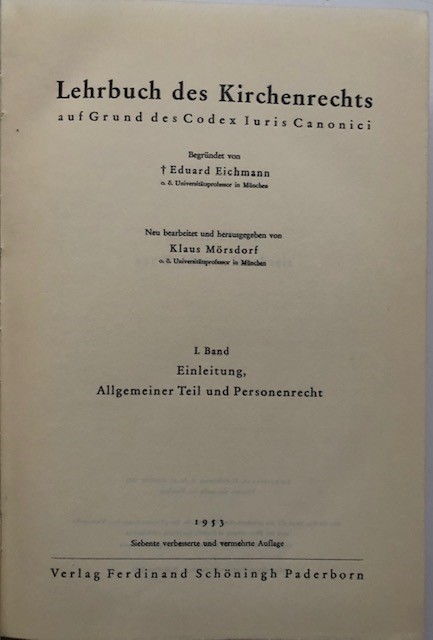 Lehrbuch des Kirchenrechts
auf Grund des Codex Iuris Canonici
Begründet von
† Eduard Eichmann
o. ö. Universitätsprofessor in München
Neu bearbeitet und herausgegeben von
Klaus Mörsdorf
o. ö. Universitätsprofessor in München
I. Band
Einleitung,
Allgemeiner Teil und Personenrecht
1953
Siebente verbesserte und vermehrte Auflage
Verlag Ferdinand Schöningh Paderborn